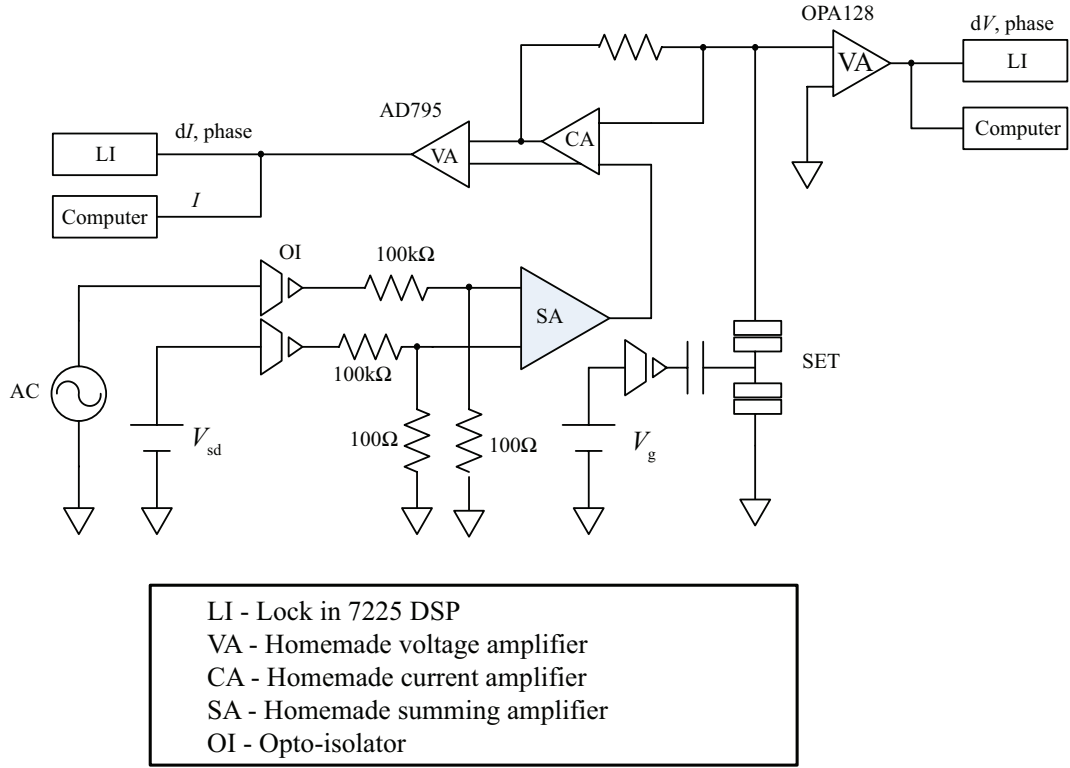 OPA128
dV, phase
VA
LI
Computer
AD795
dI, phase
LI
VA
CA
Computer
I
OI
100kΩ
SA
100kΩ
SET
AC
Vsd
100Ω
100Ω
Vg
LI - Lock in 7225 DSP
VA - Homemade voltage amplifier
CA - Homemade current amplifier
SA - Homemade summing amplifier
OI - Opto-isolator